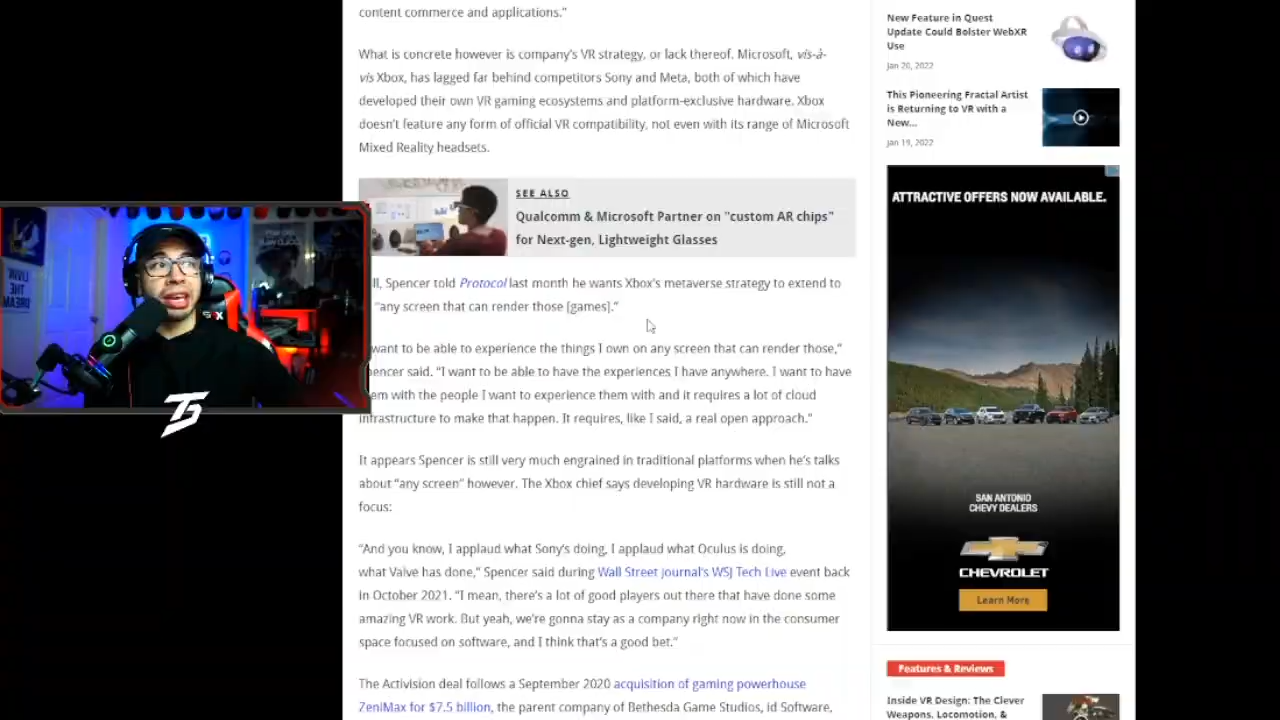 content commerce and applications."
What is concrete however is company's VR strategy, or lack thereof. Microsoft, vis-à-
vis Xbox, has lagged far behind competitors Sony and Meta, both of which have
developed their own VR gaming ecosystems and platform-exclusive hardware. Xbox
doesn't feature any form of official VR compatibility, not even with its range of Microsoft
Mixed Reality headsets.
SEE ALSO
Qualcomm & Microsoft Partner on "custom AR chips"
for Next-gen, Lightweight Glasses
Spencer told Protocol last month he wants Xbox's metaverse strategy to extend to
"any screen that can render those [games]."
want to be able to experience the things I own on any screen that can render those,"
Spencer said. "I want to be able to have the experiences I have anywhere. I want to have
them with the people I want to experience them with and it requires a lot of cloud
infrastructure to make that happen. It requires, like I said, a real open approach."
It appears Spencer is still very much engrained in traditional platforms when he's talks
about "any screen" however. The Xbox chief says developing VR hardware is still not a
focus:
"And you know, I applaud what Sony's doing, I applaud what Oculus is doing,
what Valve has done," Spencer said during Wall Street Journal's WSJ Tech Live event back
in October 2021. "I mean, there's a lot of good players out there that have done some
amazing VR work. But yeah, we're gonna stay as a company right now in the consumer
space focused on software, and I think that's a good bet."
The Activision deal follows a September 2020 acquisition of gaming powerhouse
ZeniMax for $7.5 billion, the parent company of Bethesda Game Studios, id Software,
New Feature in Quest
Update Could Bolster WebXR
Use
Jan 20, 2022
This Pioneering Fractal Artist
is Returning to VR with a
New...
Jan 19, 2022
ATTRACTIVE OFFERS NOW AVAILABLE.
SAN ANTONIO
CHEVY DEALERS
CHEVROLET
Learn More
Features & Reviews
Inside VR Design: The Clever
Weapons, Locomotion, &
LIVIN'
THE
DREAM